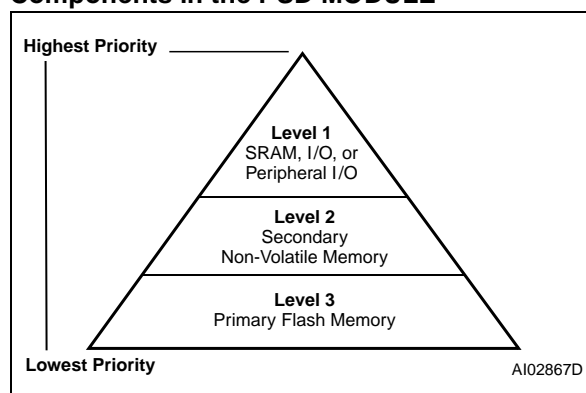 Components in the PSD MODULE
Highest Priority
Level 1
SRAM, I/O, or
Peripheral I/O
Level 2
Secondary
Non-Volatile Memory
Level 3
Primary Flash Memory
Lowest Priority
AI02867D